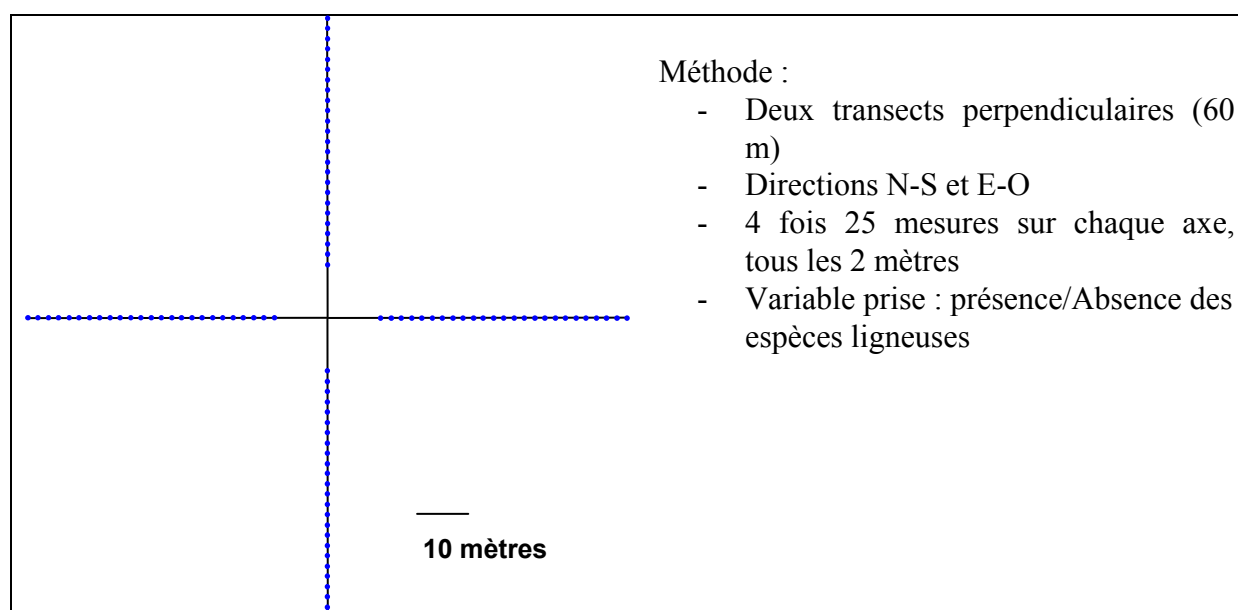 Méthode :
- Deux transects perpendiculaires (60
m)
- Directions N-S et E-O
- 4 fois 25 mesures sur chaque axe,
tous les 2 mètres
- Variable prise : présence/Absence des
espèces ligneuses
10 mètres